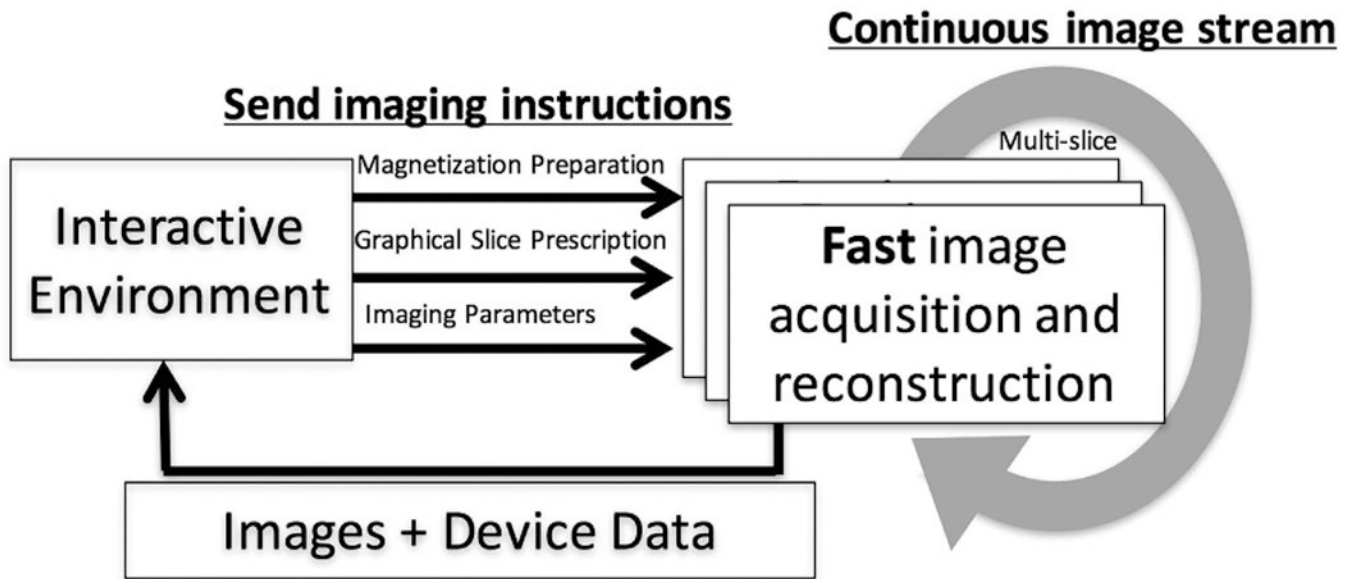 Continuous image stream
Send imaging instructions
Multi-slice
Magnetization Preparation
Interactive
Environment
Graphical Slice Prescription
Imaging Parameters
Fast image
acquisition and
reconstruction
Images + Device Data